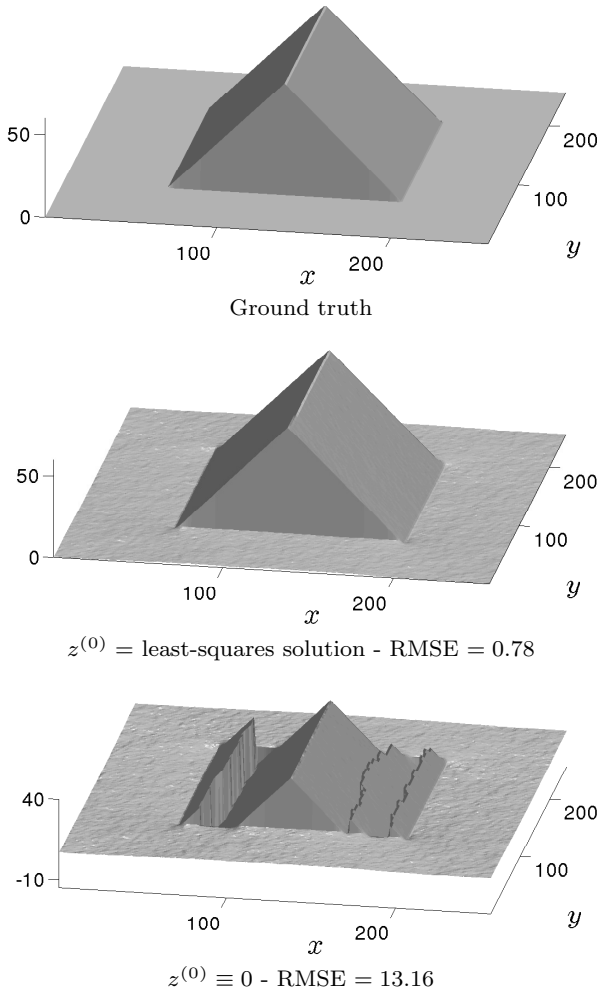 50
0
100
200
x
100
200
y
Ground truth
50
0
100
200
x
100
200
y
z^(0) = least-squares solution - RMSE = 0.78
40
-10
100
200
x
100
200
y
z^(0) ≡ 0 - RMSE = 13.16